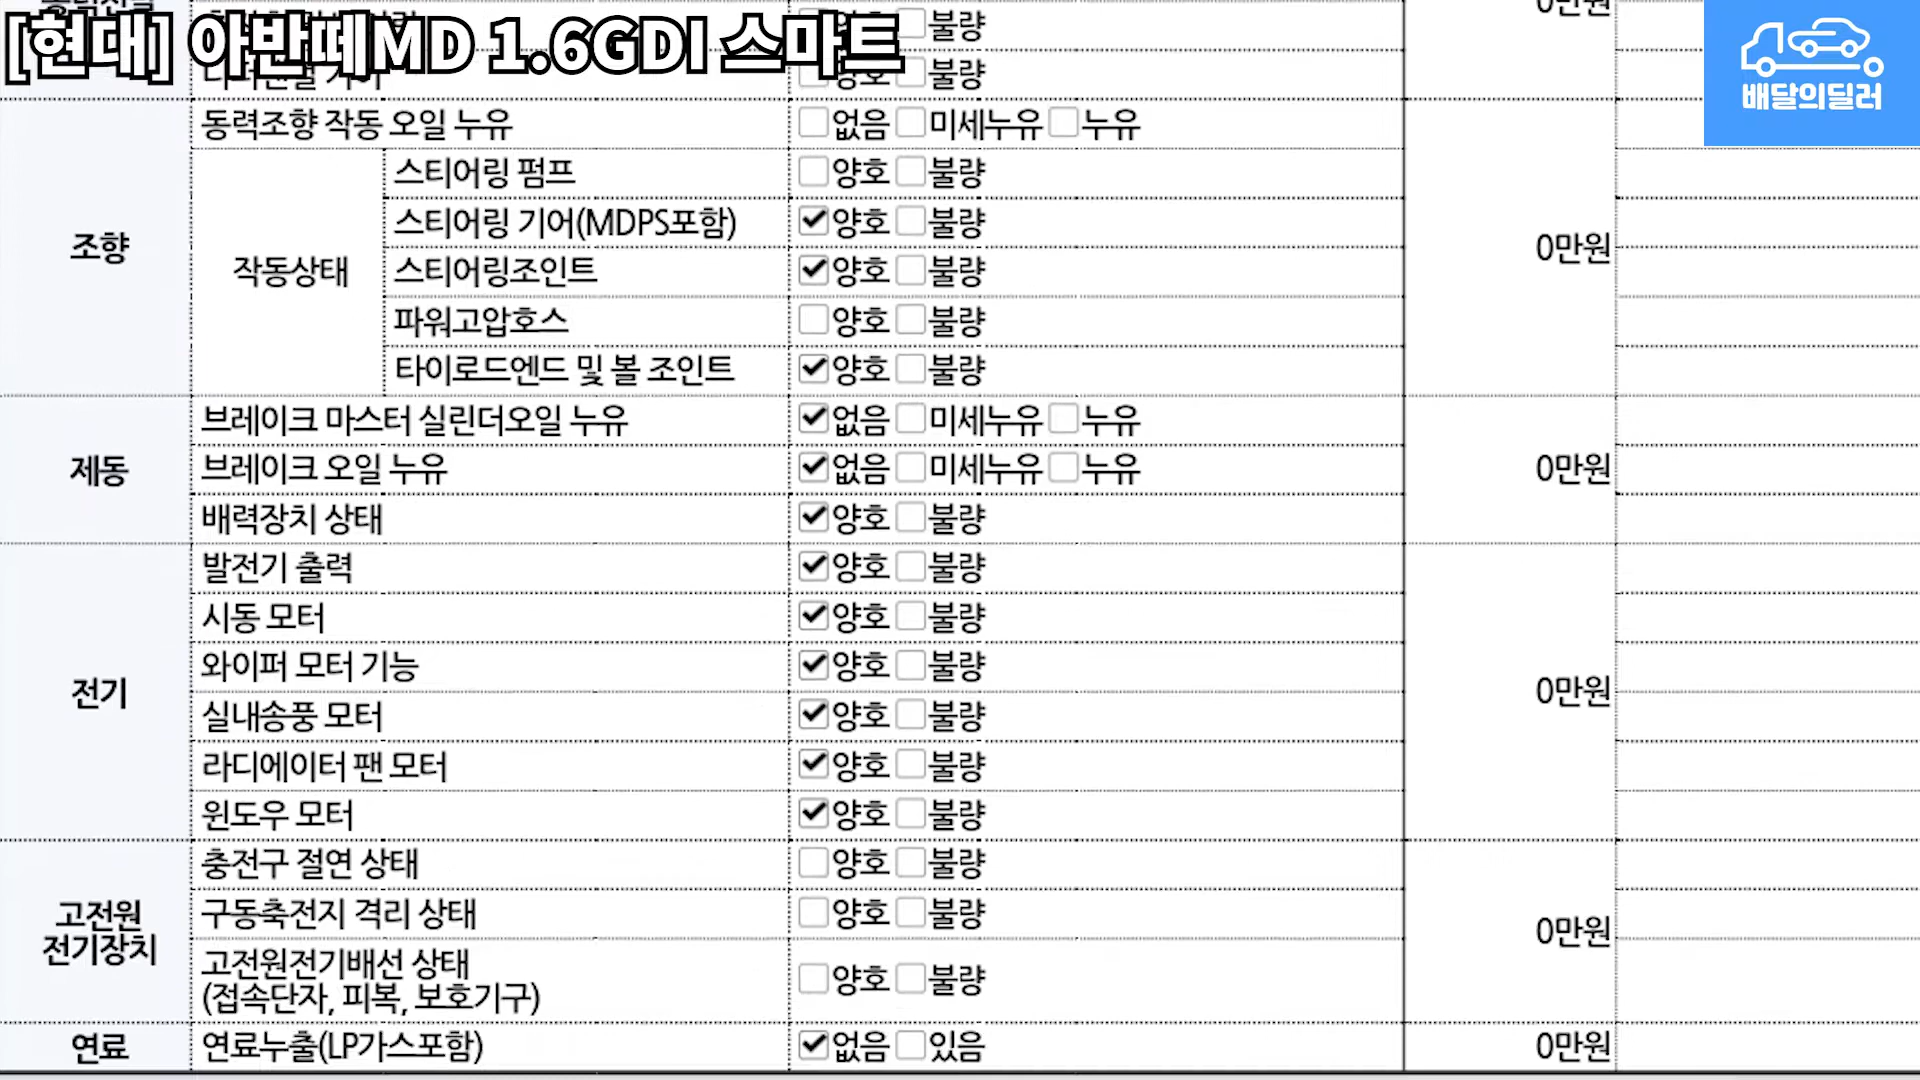 [현대] 아반떼MD 1.6GDI 스마트
배달의딜러
양호 불량
양호 불량
0만원
조향
동력조향 작동 오일 누유 없음 미세누유 누유
작동상태
스티어링 펌프 양호 불량
스티어링 기어(MDPS포함) 양호 불량
스티어링조인트 양호 불량
파워고압호스 양호 불량
타이로드엔드 및 볼 조인트 양호 불량
0만원
제동
브레이크 마스터 실린더오일 누유 없음 미세누유 누유
브레이크 오일 누유 없음 미세누유 누유
배력장치 상태 양호 불량
0만원
전기
발전기 출력 양호 불량
시동 모터 양호 불량
와이퍼 모터 기능 양호 불량
실내송풍 모터 양호 불량
라디에이터 팬 모터 양호 불량
윈도우 모터 양호 불량
0만원
고전원
전기장치
충전구 절연 상태 양호 불량
구동축전지 격리 상태 양호 불량
고전원전기배선 상태
(접속단자, 피복, 보호기구) 양호 불량
0만원
연료
연료누출(LP가스포함) 없음 있음
0만원